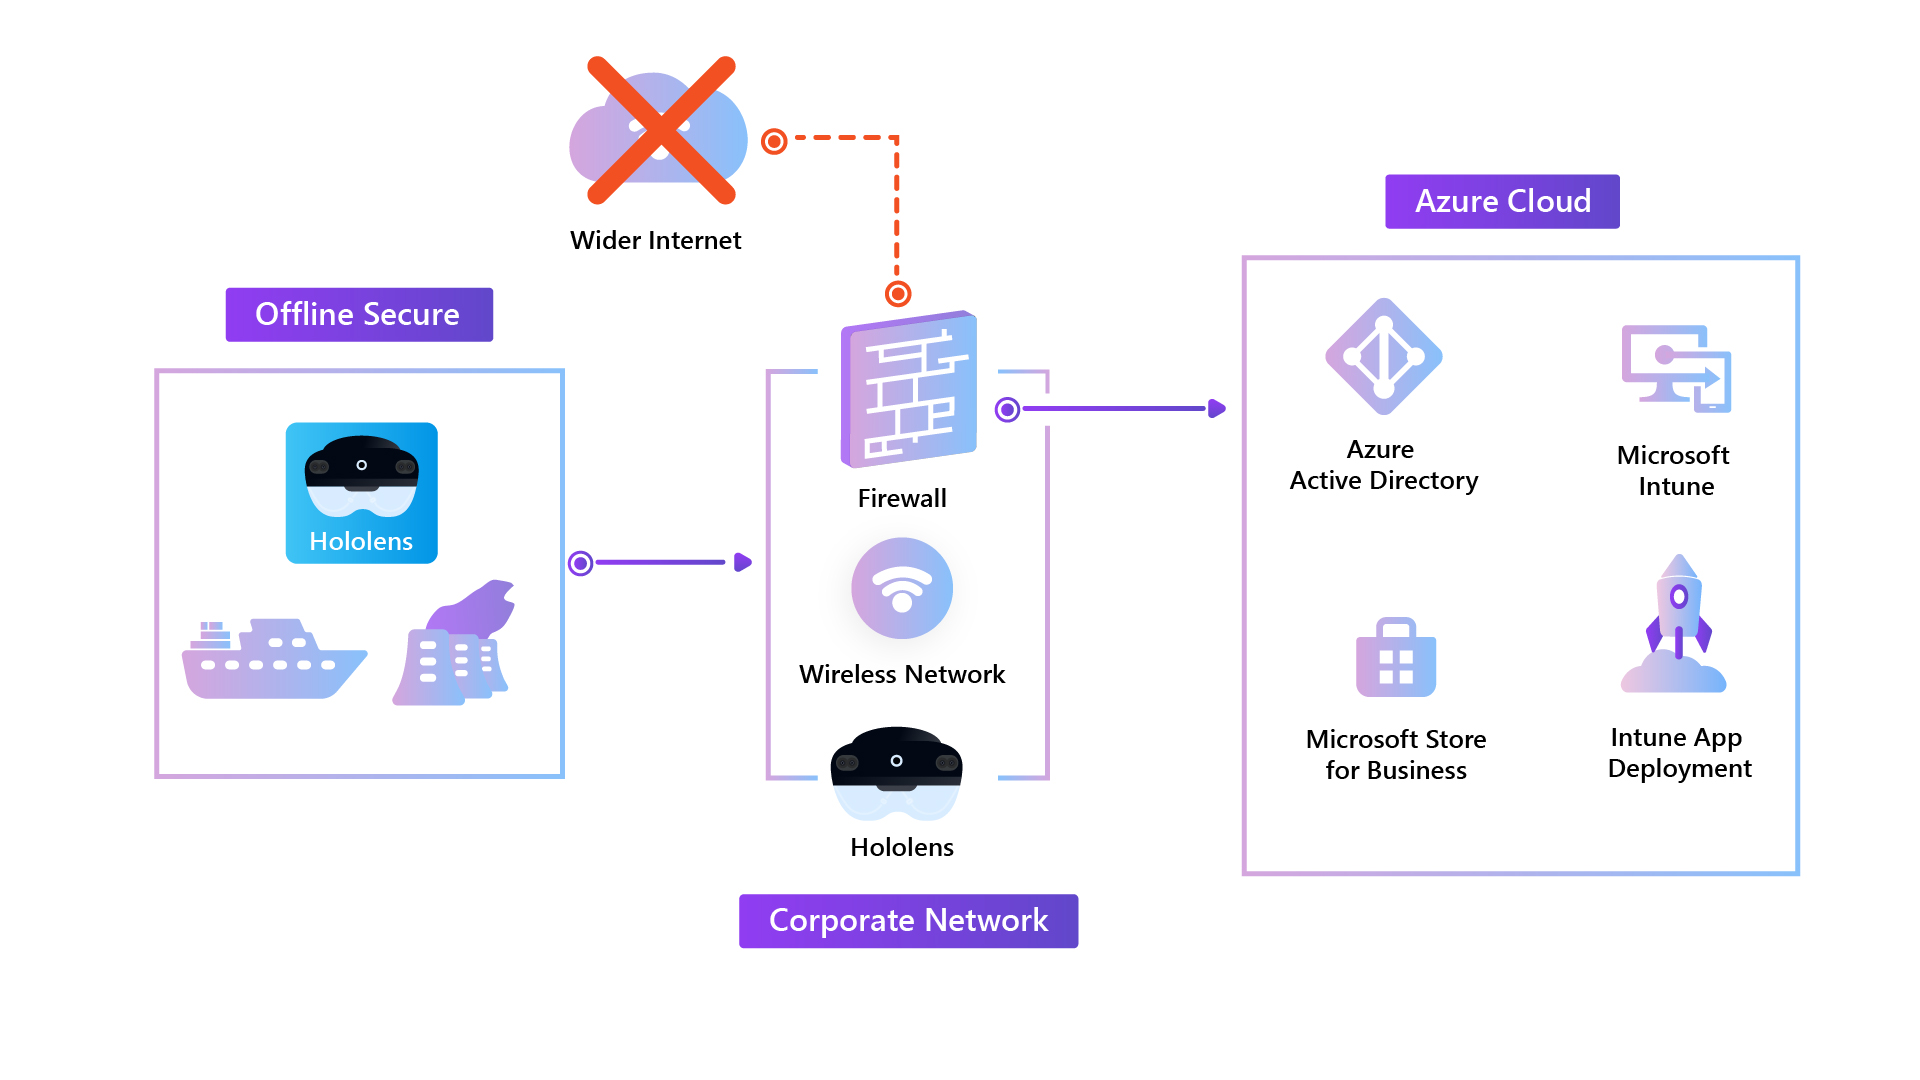 Wider Internet
Offline Secure
Hololens
Firewall
Wireless Network
Hololens
Corporate Network
Azure Cloud
Azure
Active Directory
Microsoft
Intune
Microsoft Store
for Business
Intune App
Deployment